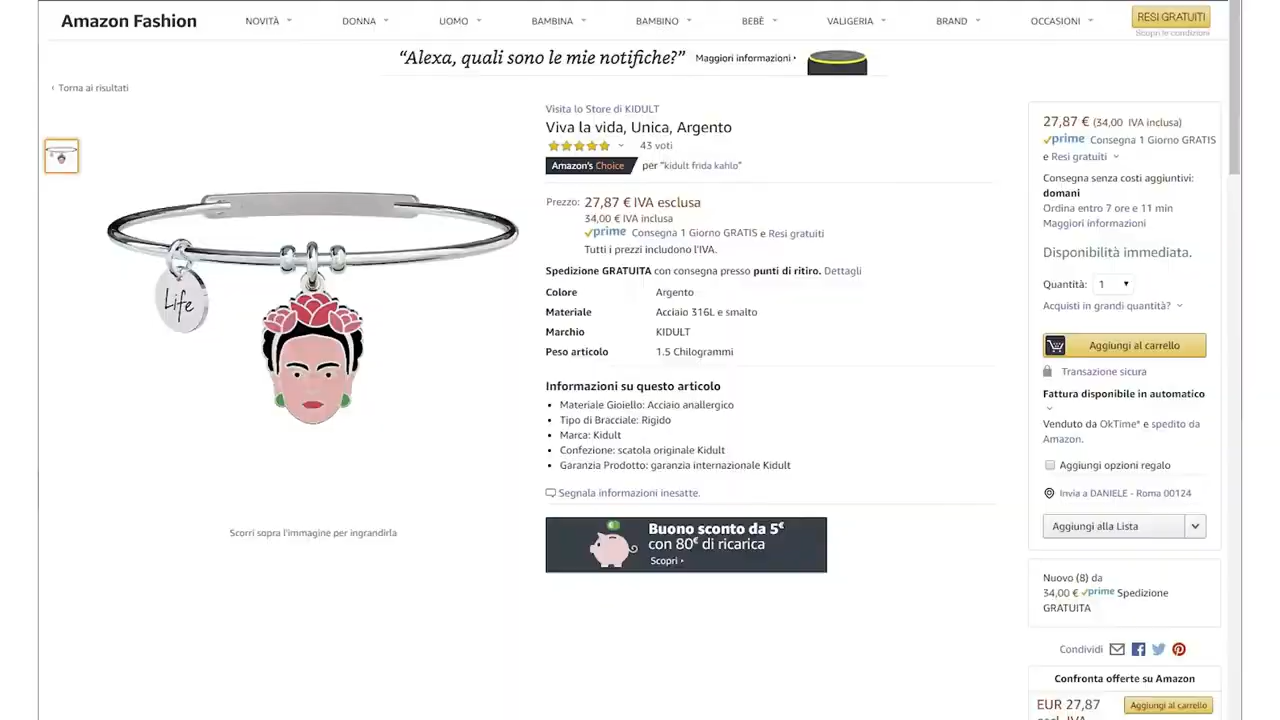 Amazon Fashion
NOVITÀ
DONNA
UOMO
BAMBINA
BAMBINO
BEBÈ
VALIGERIA
BRAND
OCCASIONI
RESI GRATUITI
Scopri le condizioni
“Alexa, quali sono le mie notifiche?” Maggiori informazioni ›
‹ Torna ai risultati
Life
Scorri sopra l'immagine per ingrandirla
Visita lo Store di KIDULT
Viva la vida, Unica, Argento
43 voti
Amazon's Choice per "kidult frida kahlo"
Prezzo: 27,87 € IVA esclusa
34,00 € IVA inclusa
prime Consegna 1 Giorno GRATIS e Resi gratuiti
Tutti i prezzi includono l'IVA.
Spedizione GRATUITA con consegna presso punti di ritiro. Dettagli
Colore Argento
Materiale Acciaio 316L e smalto
Marchio KIDULT
Peso articolo 1.5 Chilogrammi
Informazioni su questo articolo
• Materiale Gioiello: Acciaio anallergico
• Tipo di Bracciale: Rigido
• Marca: Kidult
• Confezione: scatola originale Kidult
• Garanzia Prodotto: garanzia internazionale Kidult
Segnala informazioni inesatte.
Buono sconto da 5€
con 80€ di ricarica
Scopri ›
27,87 € (34,00 IVA inclusa)
prime Consegna 1 Giorno GRATIS
e Resi gratuiti
Consegna senza costi aggiuntivi:
domani
Ordina entro 7 ore e 11 min
Maggiori informazioni
Disponibilità immediata.
Quantità: 1
Acquisti in grandi quantità?
Aggiungi al carrello
Transazione sicura
Fattura disponibile in automatico
Venduto da OkTime* e spedito da
Amazon.
Aggiungi opzioni regalo
Invia a DANIELE - Roma 00124
Aggiungi alla Lista
Nuovo (8) da
34,00 € prime Spedizione
GRATUITA
Condividi
Confronta offerte su Amazon
EUR 27,87 Aggiungi al carrello